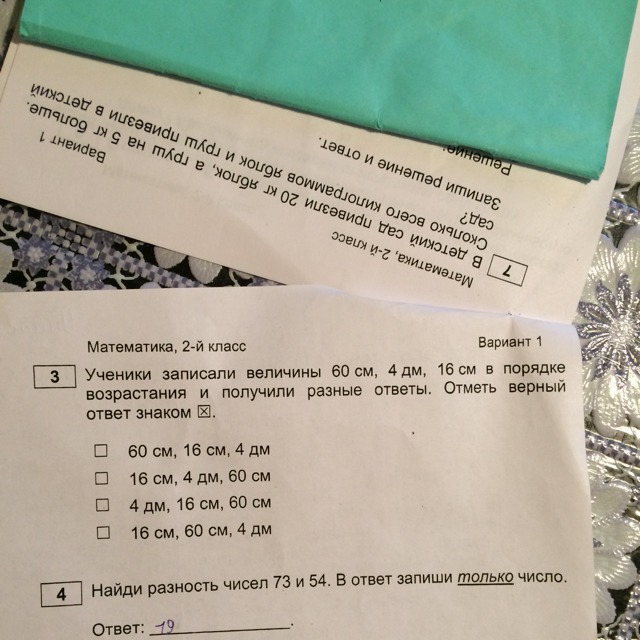 Математика, 2-й класс
Вариант 1
7
В детский сад привезли 20 кг яблок, а груш на 5 кг больше.
Сколько всего килограммов яблок и груш привезли в детский
сад?
Запиши решение и ответ.
Решение:
Математика, 2-й класс
Вариант 1
3
Ученики записали величины 60 см, 4 дм, 16 см в порядке
возрастания и получили разные ответы. Отметь верный
ответ знаком ☒.
☐ 60 см, 16 см, 4 дм
☐ 16 см, 4 дм, 60 см
☐ 4 дм, 16 см, 60 см
☐ 16 см, 60 см, 4 дм
4
Найди разность чисел 73 и 54. В ответ запиши только число.
Ответ: 19.